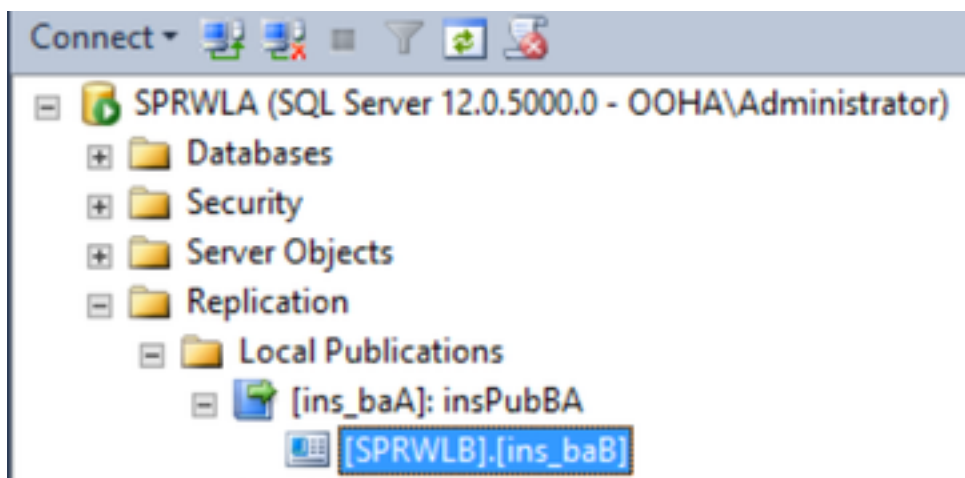 Connect
SPRWLA (SQL Server 12.0.5000.0 - OOHA\Administrator)
Databases
Security
Server Objects
Replication
Local Publications
[ins_baA]: insPubBA
[SPRWLB].[ins_baB]